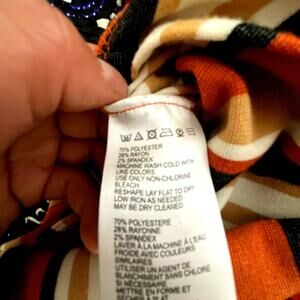 70% POLYESTER
28% RAYON
2% SPANDEX
MACHINE WASH COLD WITH
LIKE COLORS
USE ONLY NON-CHLORINE
BLEACH
RESHAPE LAY FLAT TO DRY
LOW IRON AS NEEDED
MAY BE DRY CLEANED
70% POLYESTERE
28% RAYONNE
2% SPANDEX
LAVER À LA MACHINE À L'EAU
FROIDE AVEC COULEURS
SIMILAIRES
UTILISER UN AGENT DE
BLANCHIMENT SANS CHLORE
SI NECESSAIRE
METTRE EN FORME ET
SÉCHER À PLAT